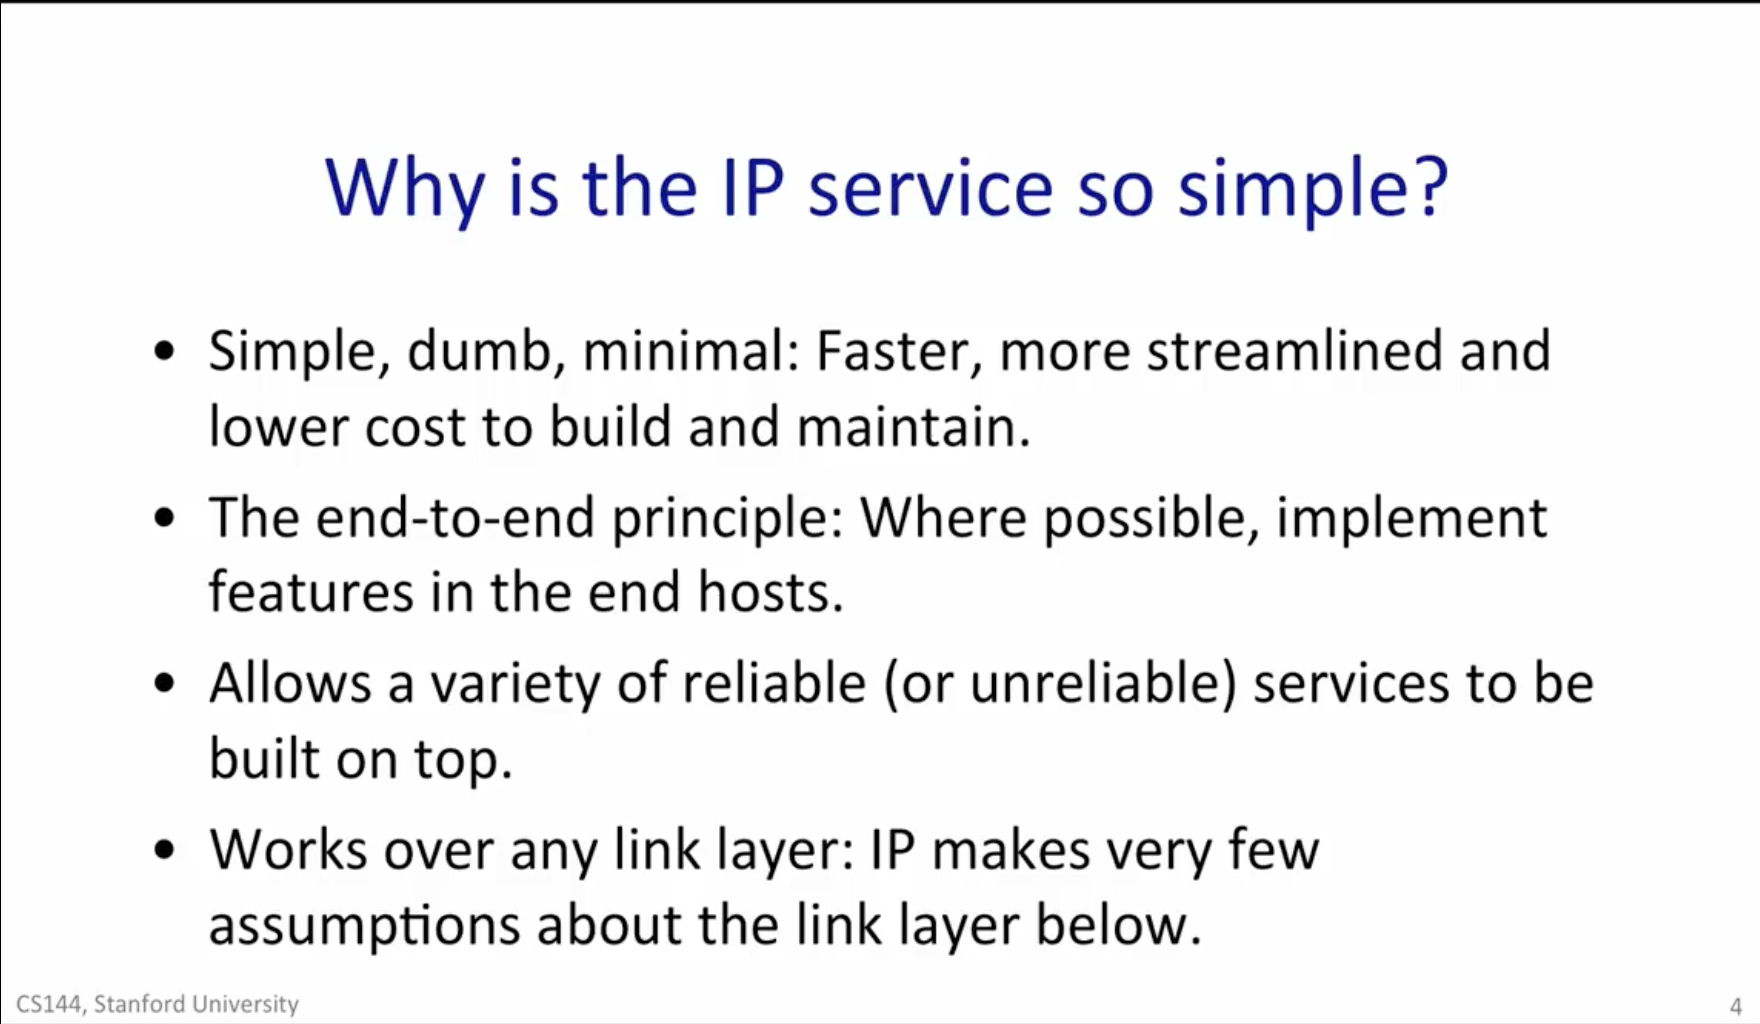 Why is the IP service so simple?
• Simple, dumb, minimal: Faster, more streamlined and
lower cost to build and maintain.
• The end-to-end principle: Where possible, implement
features in the end hosts.
• Allows a variety of reliable (or unreliable) services to be
built on top.
• Works over any link layer: IP makes very few
assumptions about the link layer below.
CS144, Stanford University
4